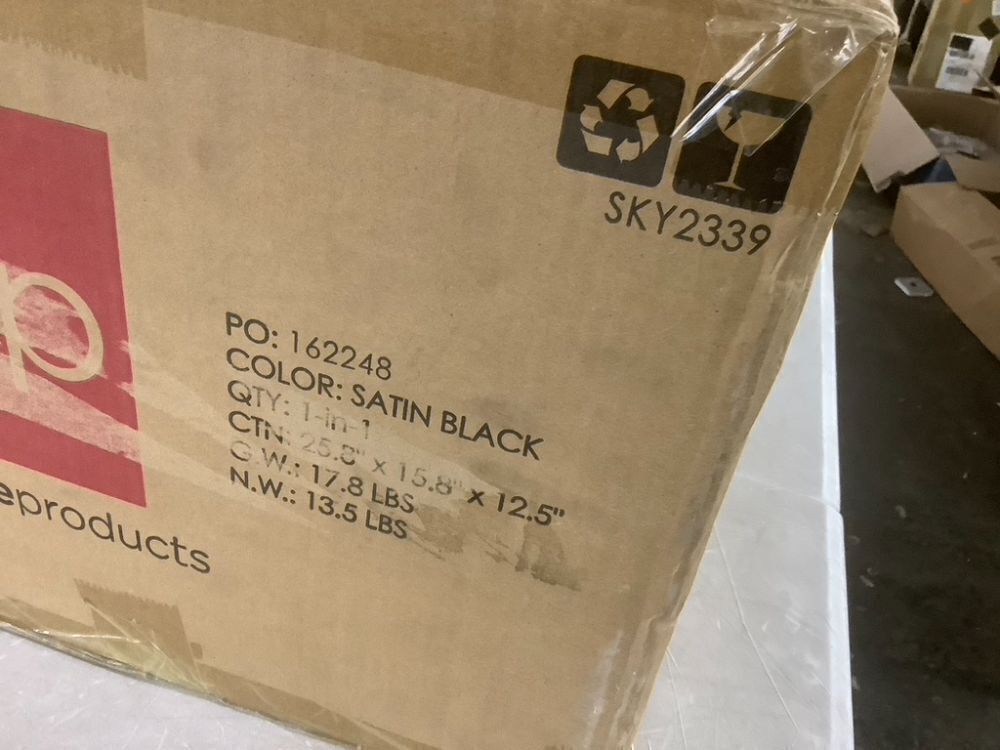 SKY2339
PO: 162248
COLOR: SATIN BLACK
QTY: 1-in-1
CTN: 25.8" x 15.8" x 12.5"
G.W.: 17.8 LBS
N.W.: 13.5 LBS
p
eproducts